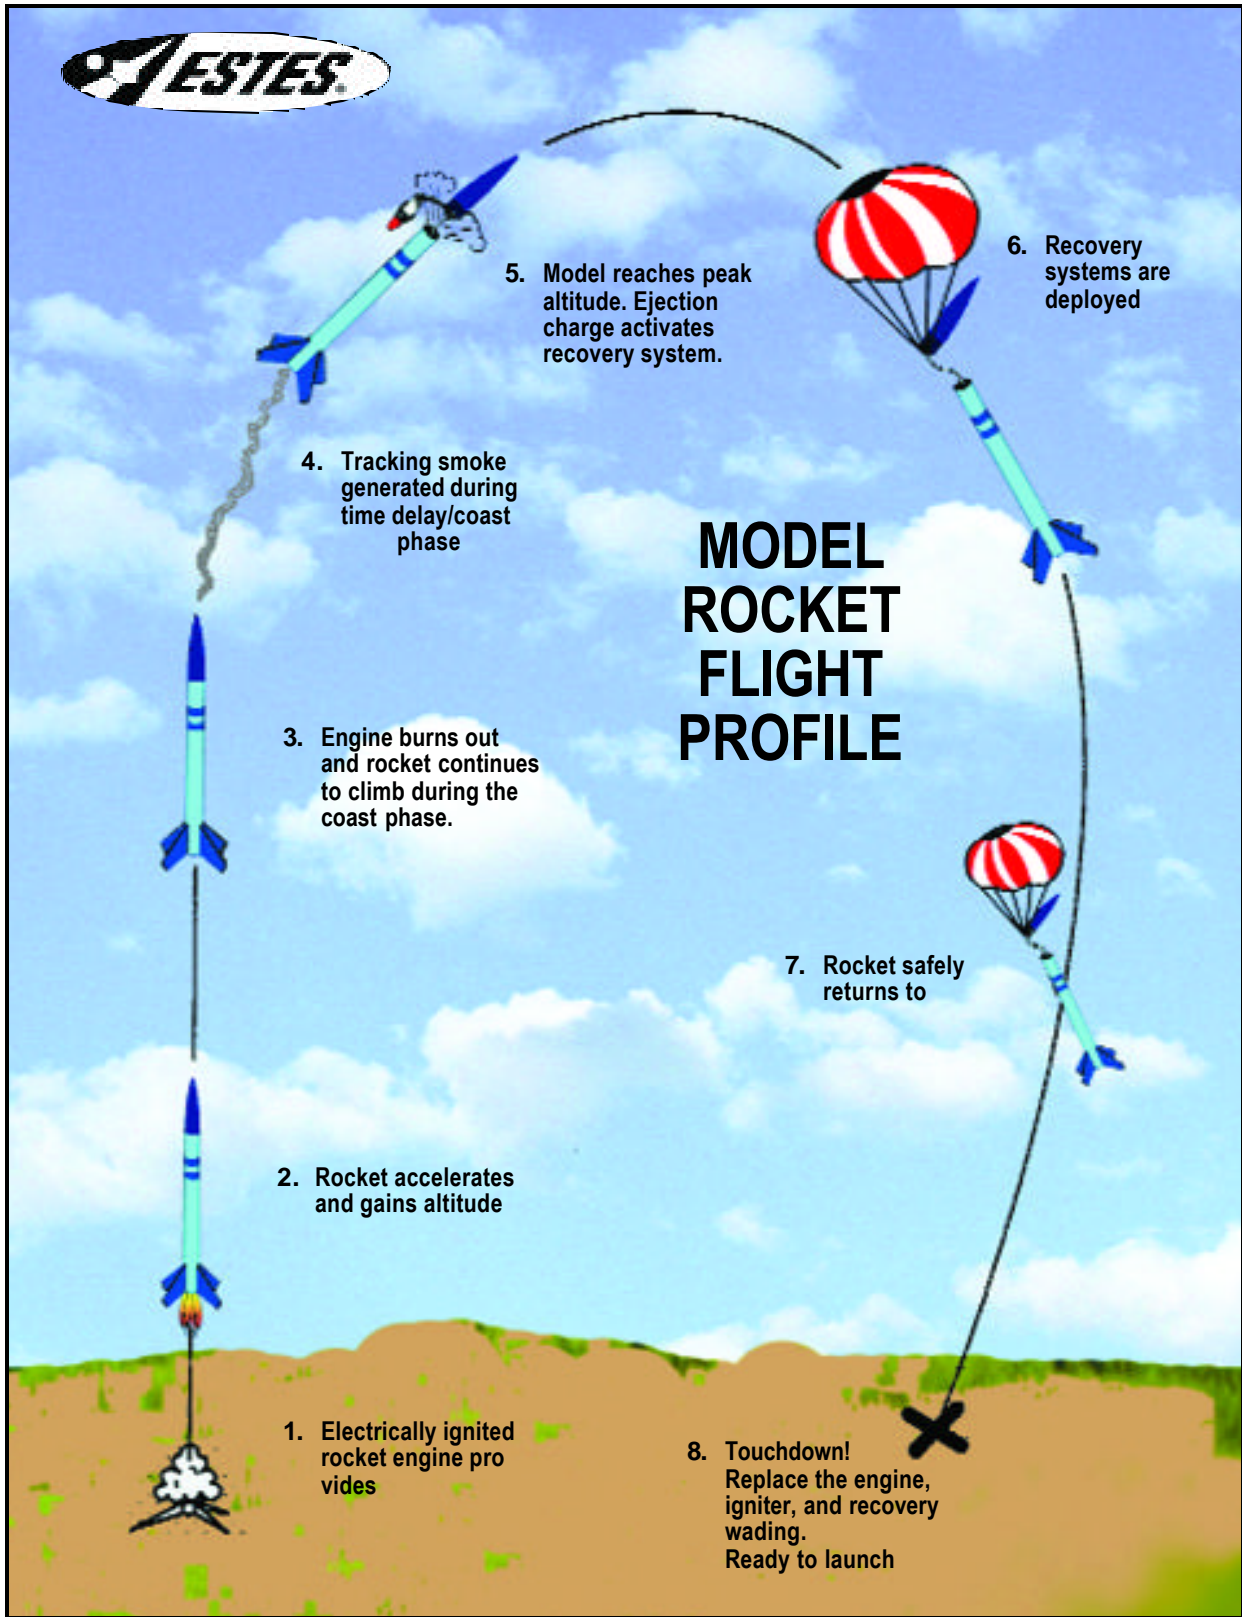 ESTES®
5. Model reaches peak
altitude. Ejection
charge activates
recovery system.
6. Recovery
systems are
deployed
4. Tracking smoke
generated during
time delay/coast
phase
MODEL
ROCKET
FLIGHT
PROFILE
3. Engine burns out
and rocket continues
to climb during the
coast phase.
7. Rocket safely
returns to
2. Rocket accelerates
and gains altitude
1. Electrically ignited
rocket engine pro
vides
8. Touchdown!
Replace the engine,
igniter, and recovery
wading.
Ready to launch